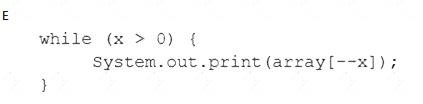 E
while (x > 0) {
System.out.print(array[--x]);
}